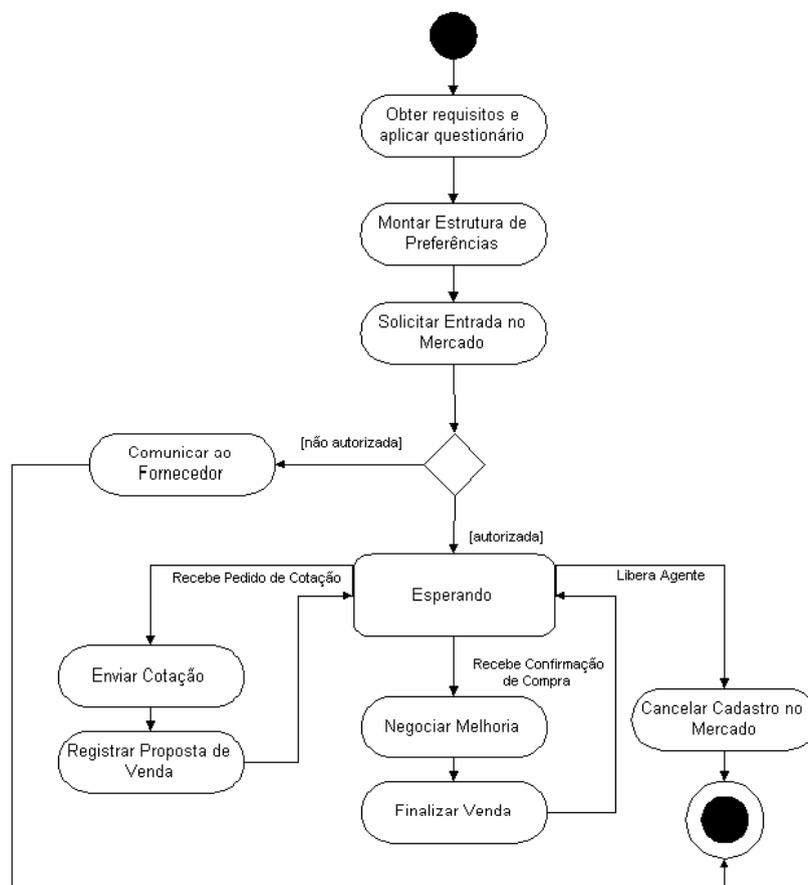 Obter requisitos e
aplicar questionário
Montar Estrutura de
Preferências
Solicitar Entrada no
Mercado
[não autorizada]
Comunicar ao
Fornecedor
[autorizada]
Recebe Pedido de Cotação
Esperando
Libera Agente
Enviar Cotação
Recebe Confirmação
de Compra
Registrar Proposta de
Venda
Negociar Melhoria
Cancelar Cadastro no
Mercado
Finalizar Venda